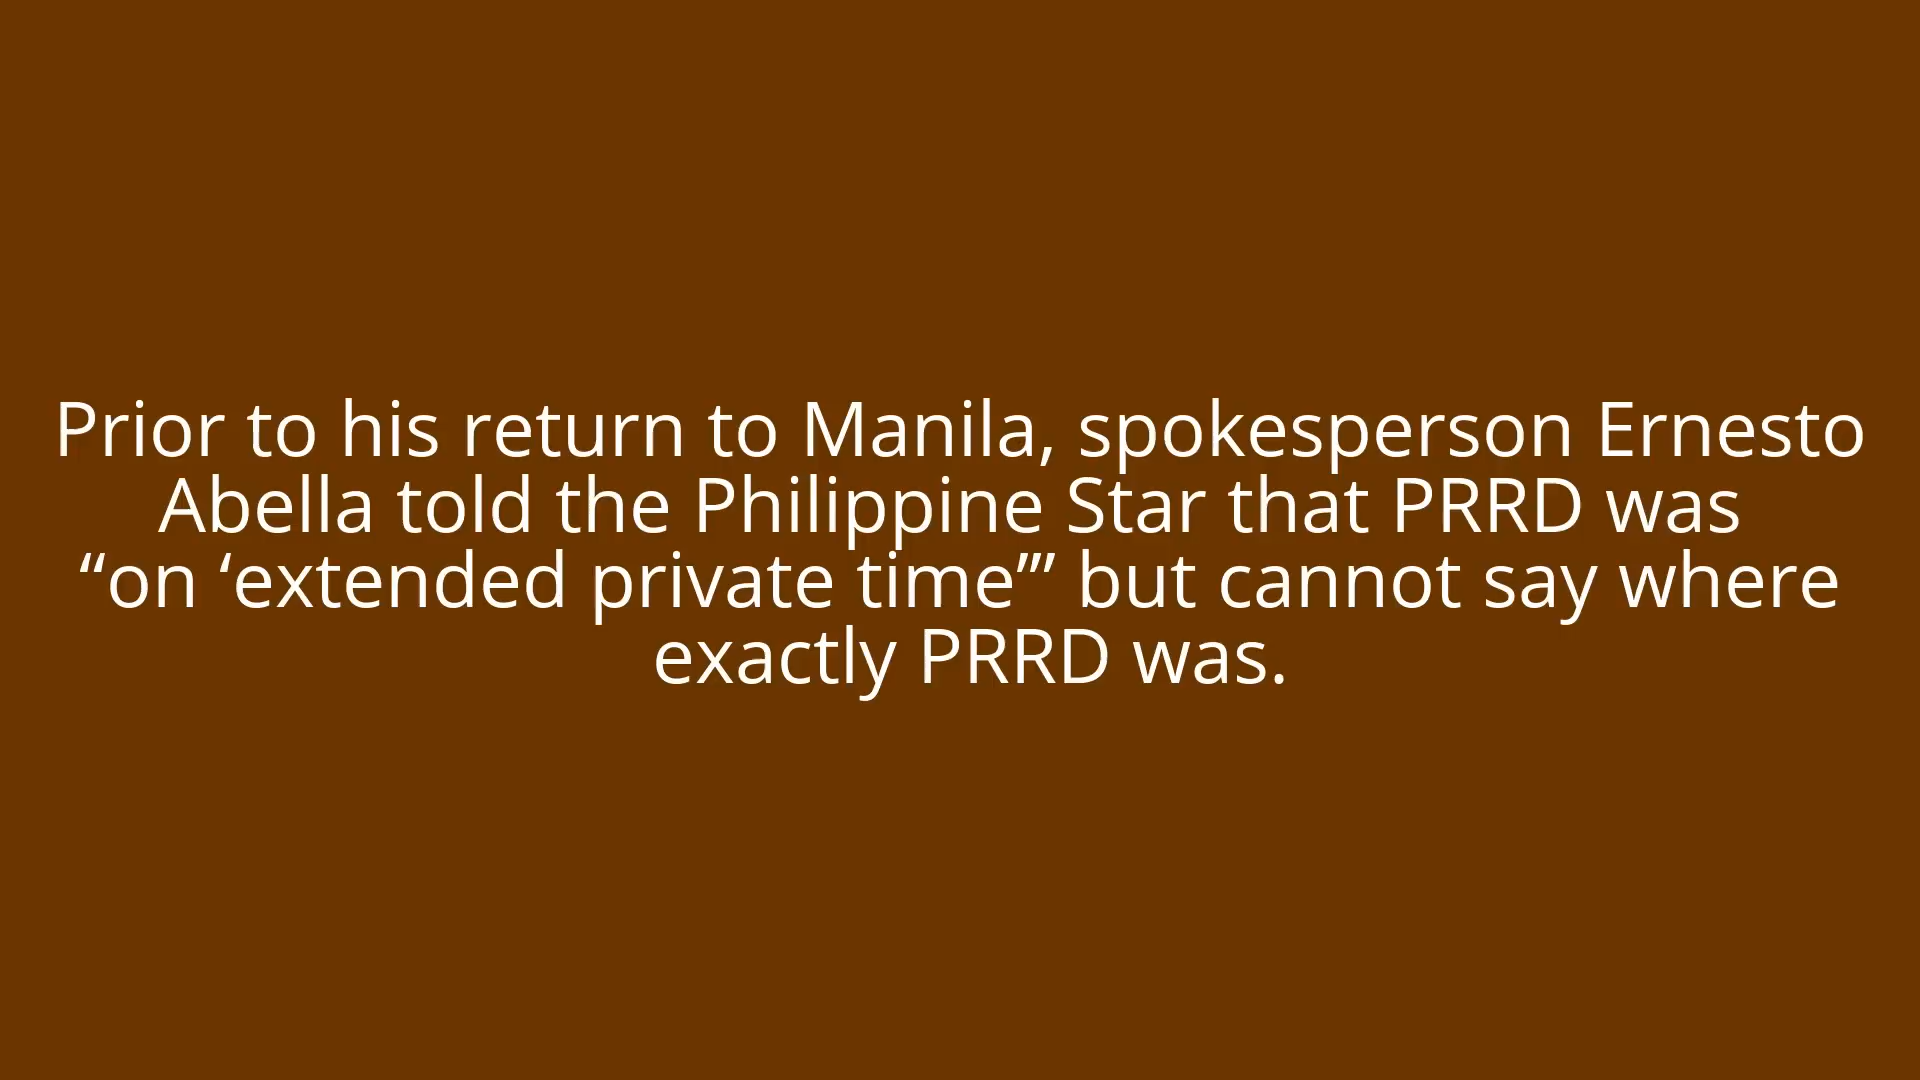 Prior to his return to Manila, spokesperson Ernesto
Abella told the Philippine Star that PRRD was
“on ‘extended private time’” but cannot say where
exactly PRRD was.